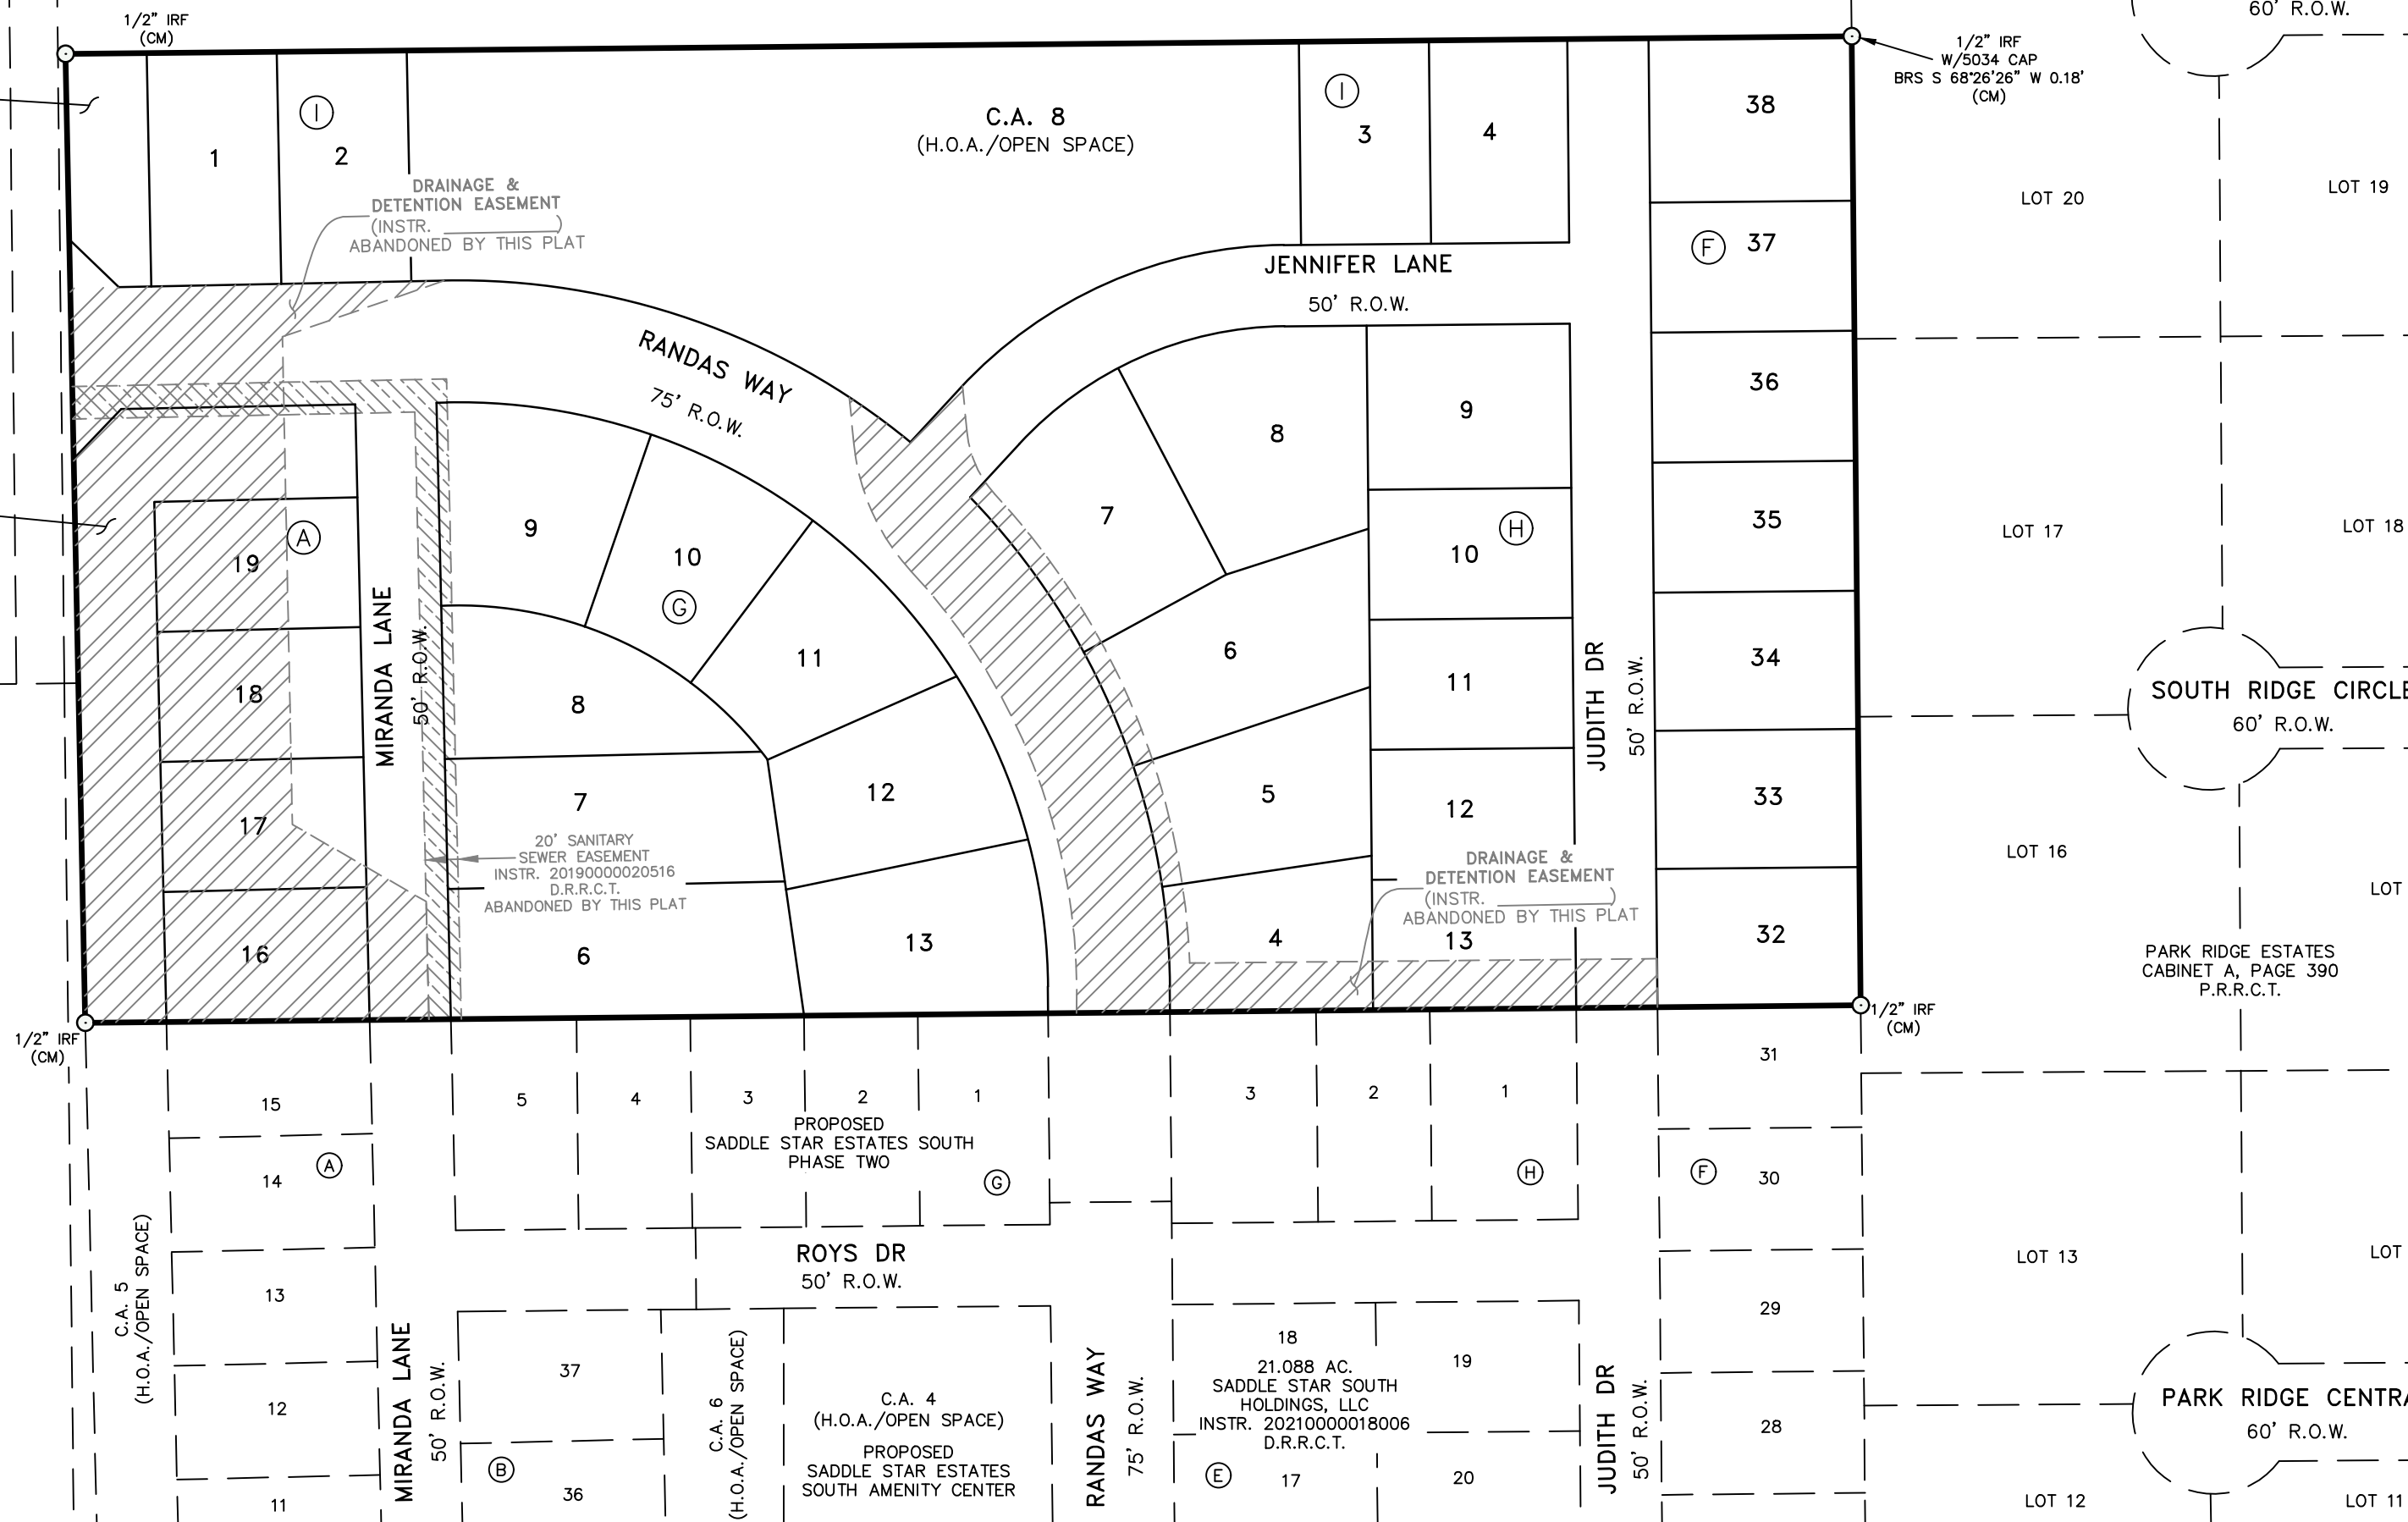 1/2" IRF
(CM)
60' R.O.W.
1/2" IRF
W/5034 CAP
BRS S 68°26'26" W 0.18'
(CM)
I
1
2
C.A. 8
(H.O.A./OPEN SPACE)
I
3
4
38
LOT 20
LOT 19
DRAINAGE &
DETENTION EASEMENT
(INSTR. __________)
ABANDONED BY THIS PLAT
F
37
JENNIFER LANE
50' R.O.W.
RANDAS WAY
75' R.O.W.
36
9
8
7
9
10
H
35
LOT 17
LOT 18
19
A
10
G
11
MIRANDA LANE
50' R.O.W.
6
11
JUDITH DR
50' R.O.W.
34
18
8
SOUTH RIDGE CIRCLE
60' R.O.W.
12
5
12
33
17
7
20' SANITARY
SEWER EASEMENT
INSTR. 20190000020516
D.R.R.C.T.
ABANDONED BY THIS PLAT
DRAINAGE &
DETENTION EASEMENT
(INSTR. __________)
ABANDONED BY THIS PLAT
LOT 16
LOT
16
6
13
4
13
32
PARK RIDGE ESTATES
CABINET A, PAGE 390
P.R.R.C.T.
1/2" IRF
(CM)
1/2" IRF
(CM)
15
5
4
3
2
1
3
2
1
31
PROPOSED
SADDLE STAR ESTATES SOUTH
PHASE TWO
14
A
G
H
F
30
C.A. 5
(H.O.A./OPEN SPACE)
ROYS DR
50' R.O.W.
LOT 13
LOT
13
29
12
MIRANDA LANE
50' R.O.W.
37
C.A. 6
(H.O.A./OPEN SPACE)
C.A. 4
(H.O.A./OPEN SPACE)
PROPOSED
SADDLE STAR ESTATES
SOUTH AMENITY CENTER
RANDAS WAY
75' R.O.W.
18
21.088 AC.
SADDLE STAR SOUTH
HOLDINGS, LLC
INSTR. 20210000018006
D.R.R.C.T.
19
JUDITH DR
50' R.O.W.
28
PARK RIDGE CENTRA
60' R.O.W.
11
B
36
E
17
20
LOT 12
LOT 11